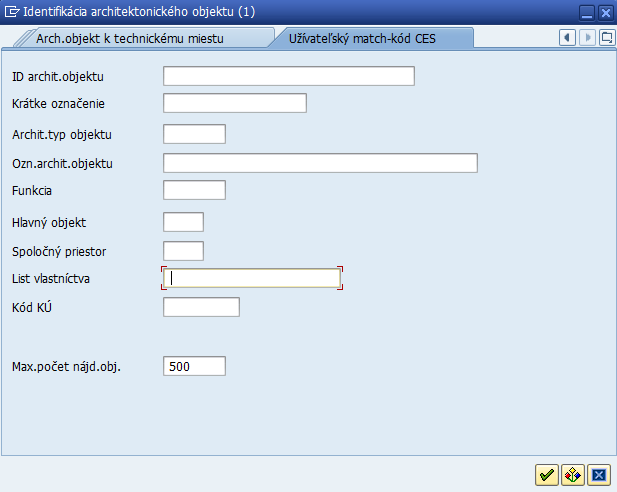 Identifikácia architektonického objektu (1)
Arch.objekt k technickému miestu
Užívateľský match-kód CES
ID archit.objektu
Krátke označenie
Archit.typ objektu
Ozn.archit.objektu
Funkcia
Hlavný objekt
Spoločný priestor
List vlastníctva
Kód KÚ
Max.počet nájd.obj. 500